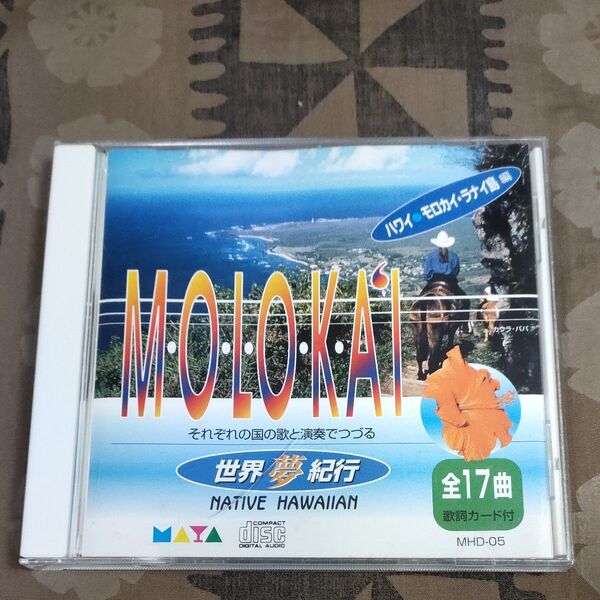 ハワイ●モロカイ・ラナイ島編
M・O・L・O・K・A'I
カララ・パパ
それぞれの国の歌と演奏でつづる
世界夢紀行
NATIVE HAWAIIAN
全17曲
歌詞カード付
MAYA
COMPACT
disc
DIGITAL AUDIO
MHD-05